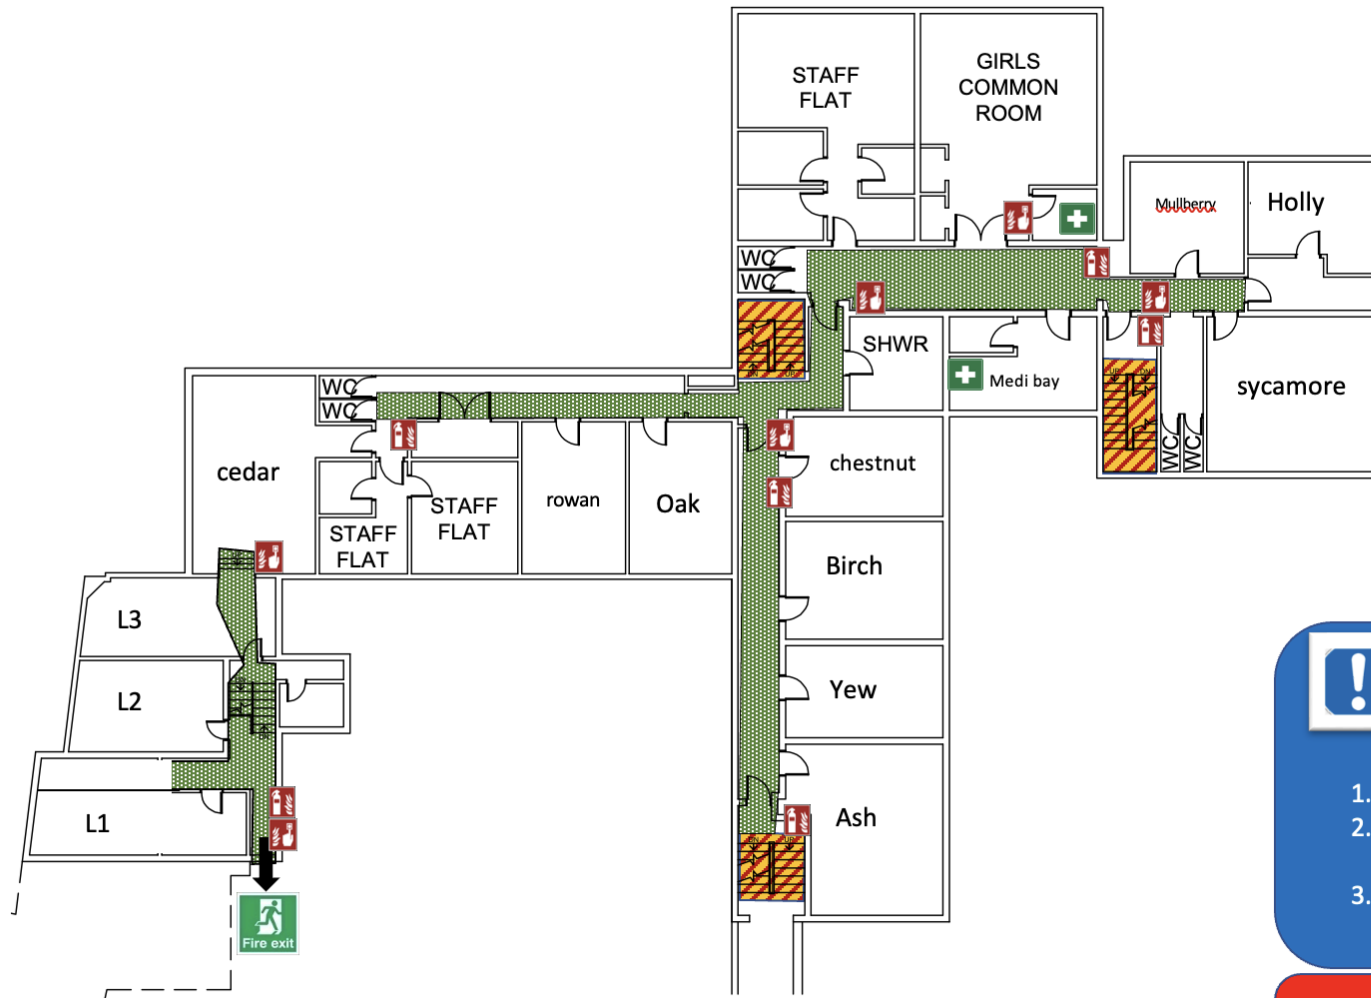 STAFF
FLAT
GIRLS
COMMON
ROOM
Mullberry
Holly
WC
WC
SHWR
Medi bay
sycamore
WC
WC
WC
WC
cedar
chestnut
STAFF
FLAT
STAFF
FLAT
rowan
Oak
Birch
L3
L2
Yew
L1
Ash
Fire exit
!
1.
2.
3.